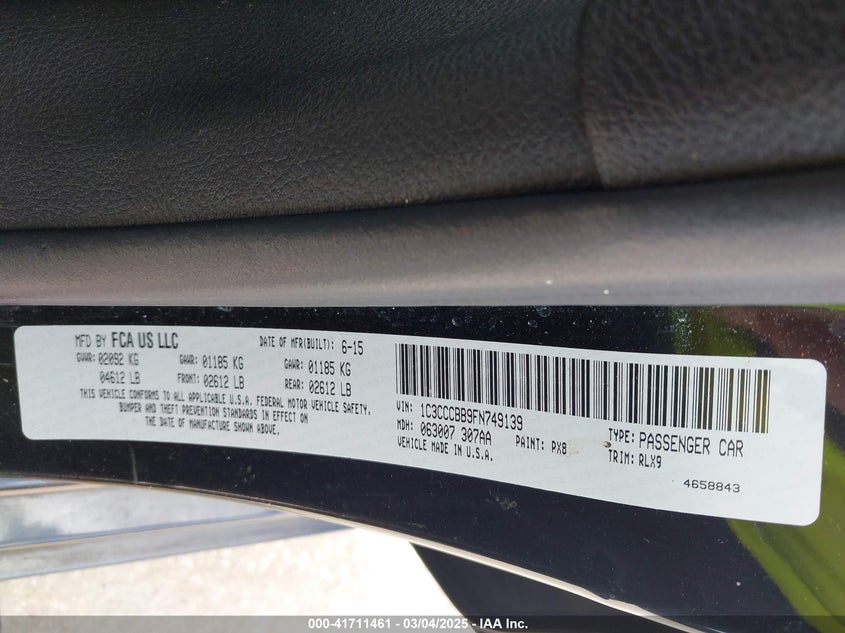 MFD BY FCA US LLC DATE OF MFR(BUILT): 6-15
GVWR: 02092 KG GAWR: 01185 KG GAWR: 01185 KG
04612 LB FRONT: 02612 LB REAR: 02612 LB
THIS VEHICLE CONFORMS TO ALL APPLICABLE U.S.A. FEDERAL MOTOR VEHICLE SAFETY,
BUMPER AND THEFT PREVENTION STANDARDS IN EFFECT ON
THE DATE OF MANUFACTURE SHOWN ABOVE.
VIN: 1C3CCCBB9FN749139 TYPE: PASSENGER CAR
MDH: 063007 307AA PAINT: PX8 TRIM: RLX9
VEHICLE MADE IN U.S.A.
4658843
000-41711461 | 03/04/2025 - IAA Inc.